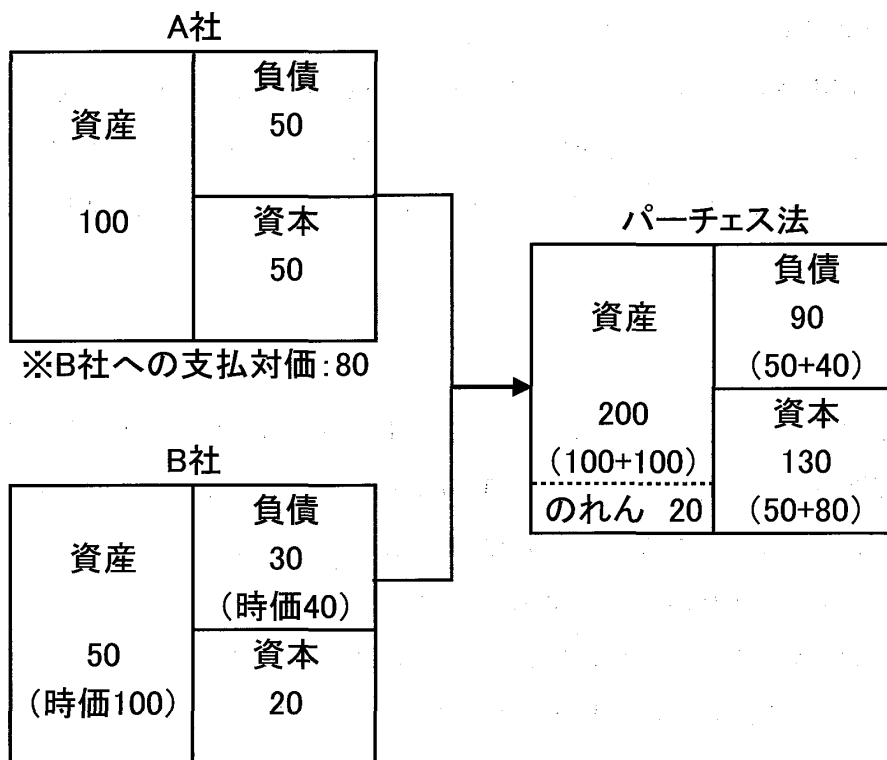 A社
資産
100
負債
50
資本
50
※B社への支払対価:80
B社
資産
50
(時価100)
負債
30
(時価40)
資本
20
パーチェス法
資産
200
(100+100)
のれん 20
負債
90
(50+40)
資本
130
(50+80)